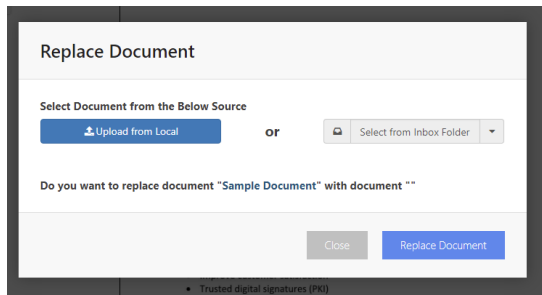 Replace Document
Select Document from the Below Source
Upload from Local
or
Select from Inbox Folder
Do you want to replace document "Sample Document" with document ""
Close
Replace Document
Trusted digital signatures (PKI)